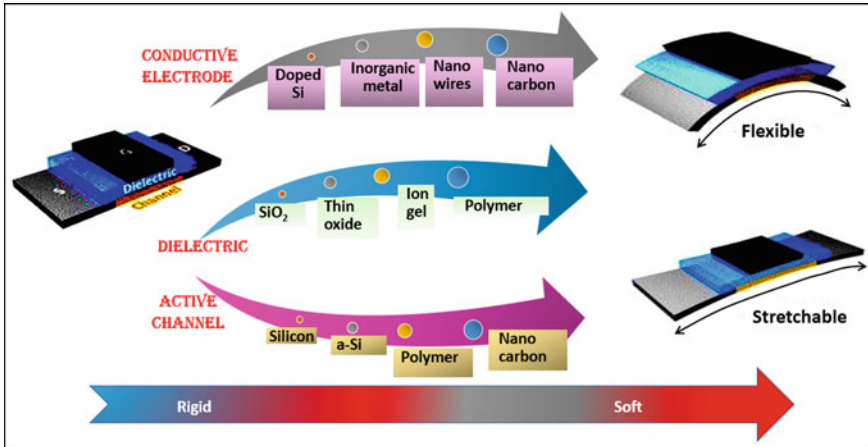 CONDUCTIVE
ELECTRODE
Doped
Si
Inorganic
metal
Nano
wires
Nano
carbon
Flexible
S
G
D
Dielectric
Channel
SiO₂
Thin
oxide
Ion
gel
Polymer
DIELECTRIC
ACTIVE
CHANNEL
Silicon
a-Si
Polymer
Nano
carbon
Stretchable
Rigid
Soft